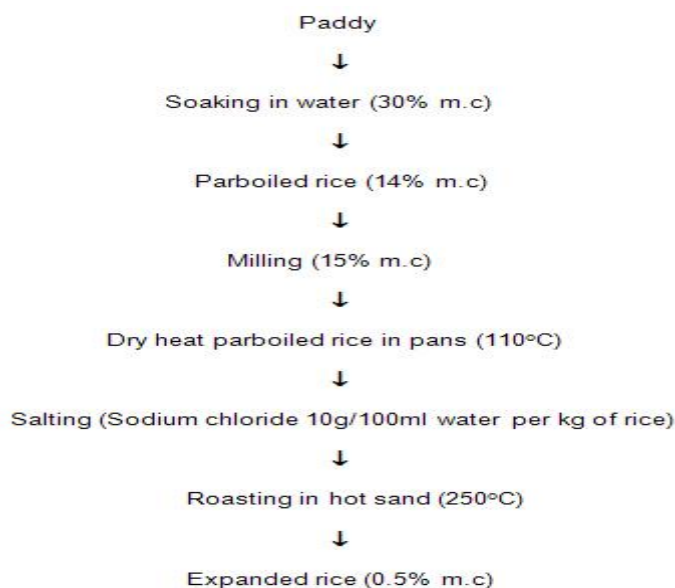 Paddy
↓
Soaking in water (30% m.c)
↓
Parboiled rice (14% m.c)
↓
Milling (15% m.c)
↓
Dry heat parboiled rice in pans (110°C)
↓
Salting (Sodium chloride 10g/100ml water per kg of rice)
↓
Roasting in hot sand (250°C)
↓
Expanded rice (0.5% m.c)